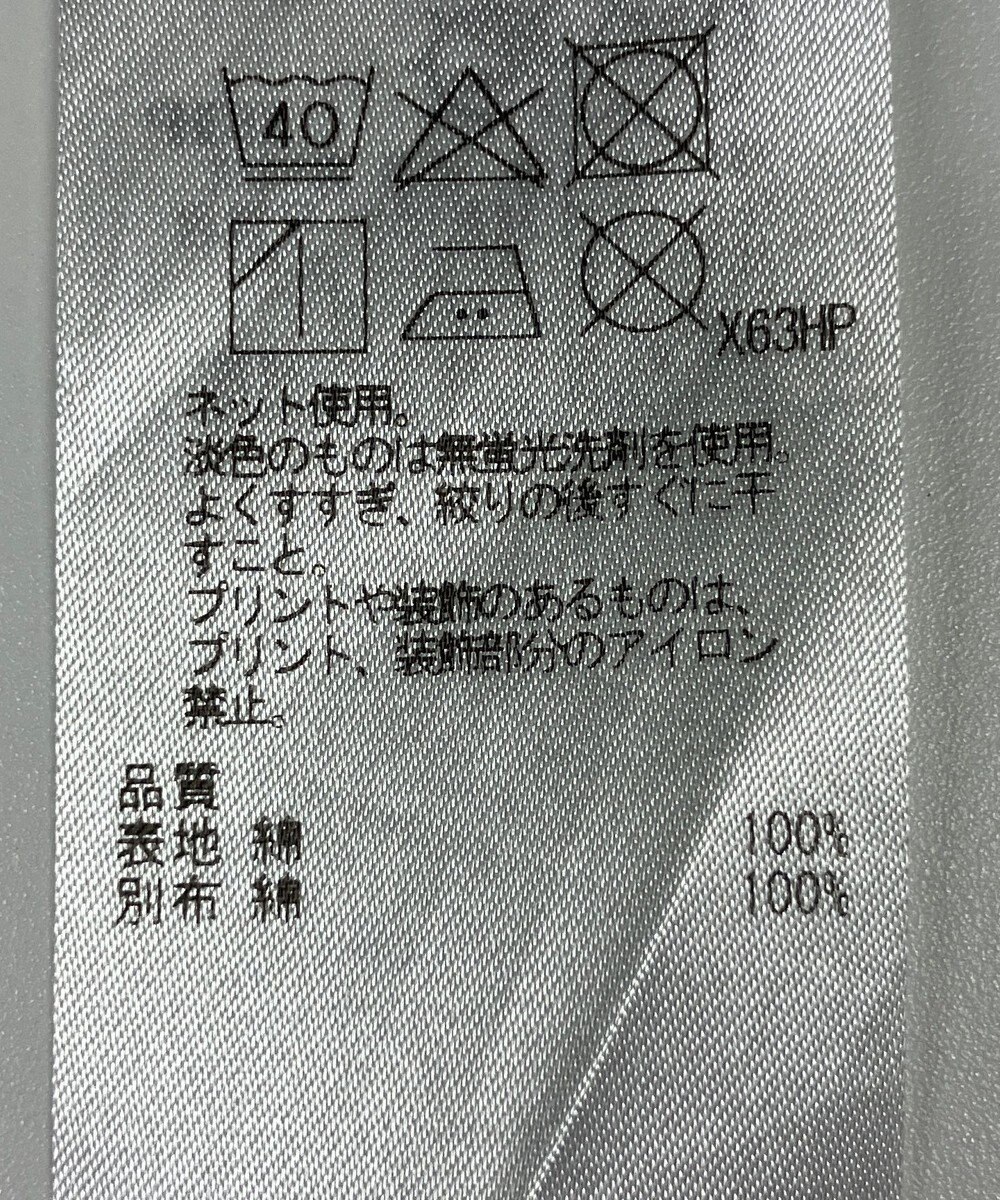 40
X63HP
ネット使用。
淡色のものは無蛍光洗剤を使用。
よくすすぎ、絞りの後すぐに干
すこと。
プリントや装飾のあるものは、
プリント、装飾部分のアイロン
禁止。
品質
表地 綿 100%
別布 綿 100%